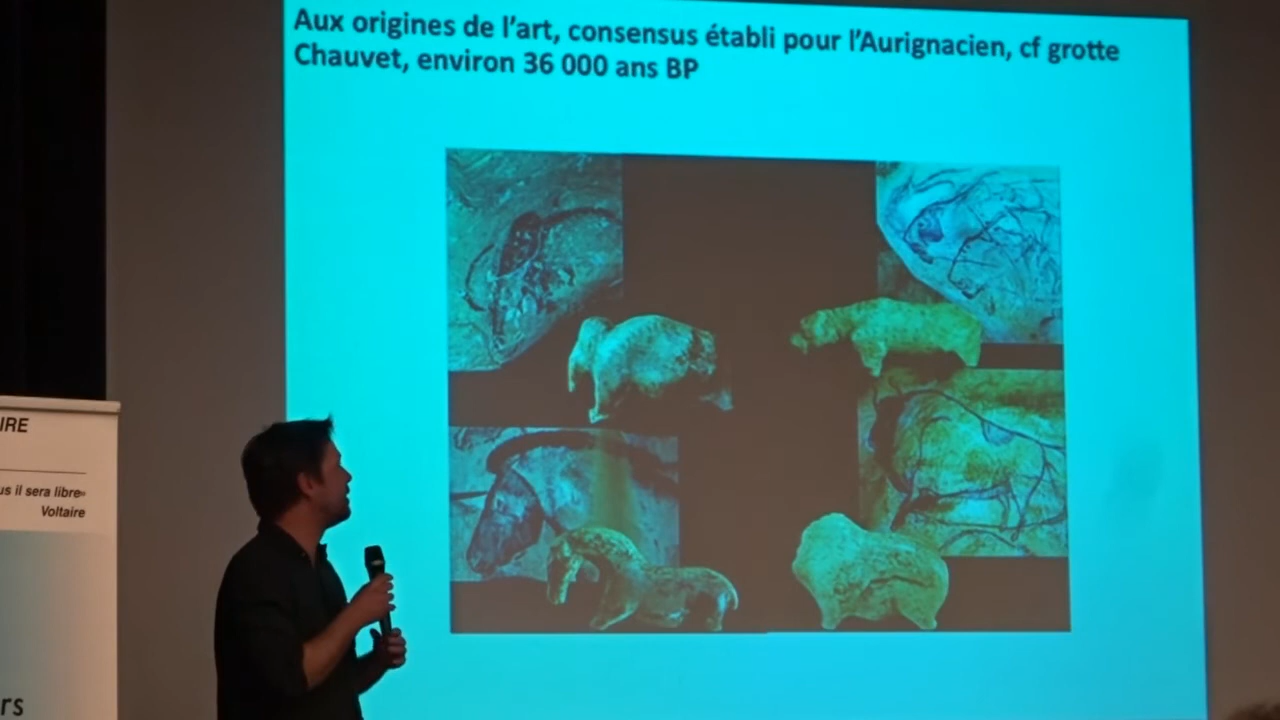 Aux origines de l'art, consensus établi pour l'Aurignacien, cf grotte
Chauvet, environ 36 000 ans BP
IRE
us il sera libre»
Voltaire
rs